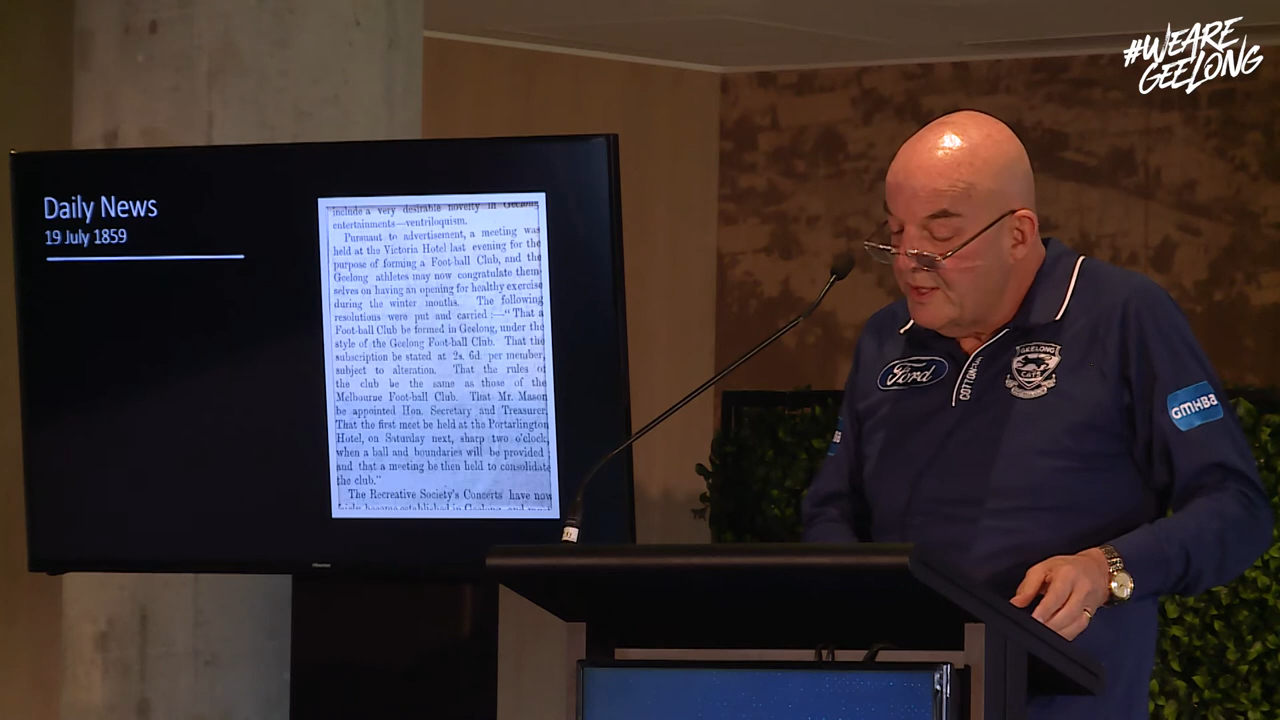 #WEARE
GEELONG
Daily News
19 July 1859
include a very desirable novelty in Geelong
entertainments—ventriloquism.
Pursuant to advertisement, a meeting was
held at the Victoria Hotel last evening for the
purpose of forming a Foot-ball Club, and the
Geelong athletes may now congratulate them-
selves on having an opening for healthy exercise
during the winter months. The following
resolutions were put and carried :—" That a
Foot-ball Club be formed in Geelong, under the
style of the Geelong Foot-ball Club. That the
subscription be stated at 2s. 6d. per member,
subject to alteration. That the rules of
the club be the same as those of the
Melbourne Foot-ball Club. That Mr. Mason
be appointed Hon. Secretary and Treasurer.
That the first meet be held at the Portarlington
Hotel, on Saturday next, sharp two o'clock,
when a ball and boundaries will be provided
and that a meeting be then held to consolidate
the club."
The Recreative Society's Concerts have now
established in Geelong, and
Hisense
Ford
COTTON:ON
GEELONG
CATS
GMHBA